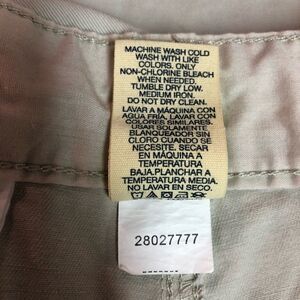 MACHINE WASH COLD
WASH WITH LIKE
COLORS. ONLY
NON-CHLORINE BLEACH
WHEN NEEDED.
TUMBLE DRY LOW.
MEDIUM IRON.
DO NOT DRY CLEAN.
LAVAR A MÁQUINA CON
AGUA FRÍA, LAVAR CON
COLORES SIMILARES.
USAR SOLAMENTE
BLANQUEADOR SIN
CLORO CUANDO SE
NECESITE. SECAR
EN MÁQUINA A
TEMPERATURA
BAJA.PLANCHAR A
TEMPERATURA MEDIA.
NO LAVAR EN SECO.
28027777